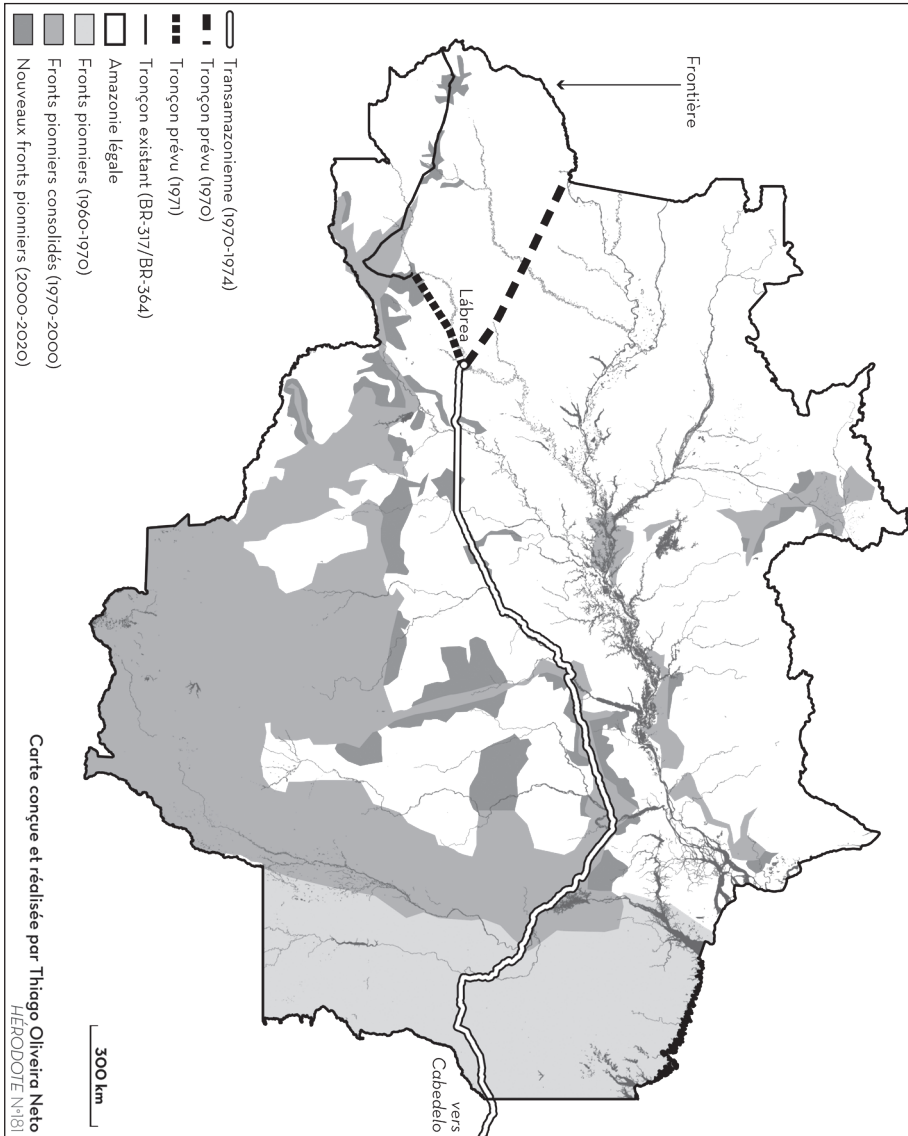 Frontière
Lábrea
vers
Cabedelo
Transamazonienne (1970-1974)
Tronçon prévu (1970)
Tronçon prévu (1971)
Tronçon existant (BR-317/BR-364)
Amazonie légale
Fronts pionniers (1960-1970)
Fronts pionniers consolidés (1970-2000)
Nouveaux fronts pionniers (2000-2020)
300 km
Carte conçue et réalisée par Thiago Oliveira Neto
HÉRODOTE N°181